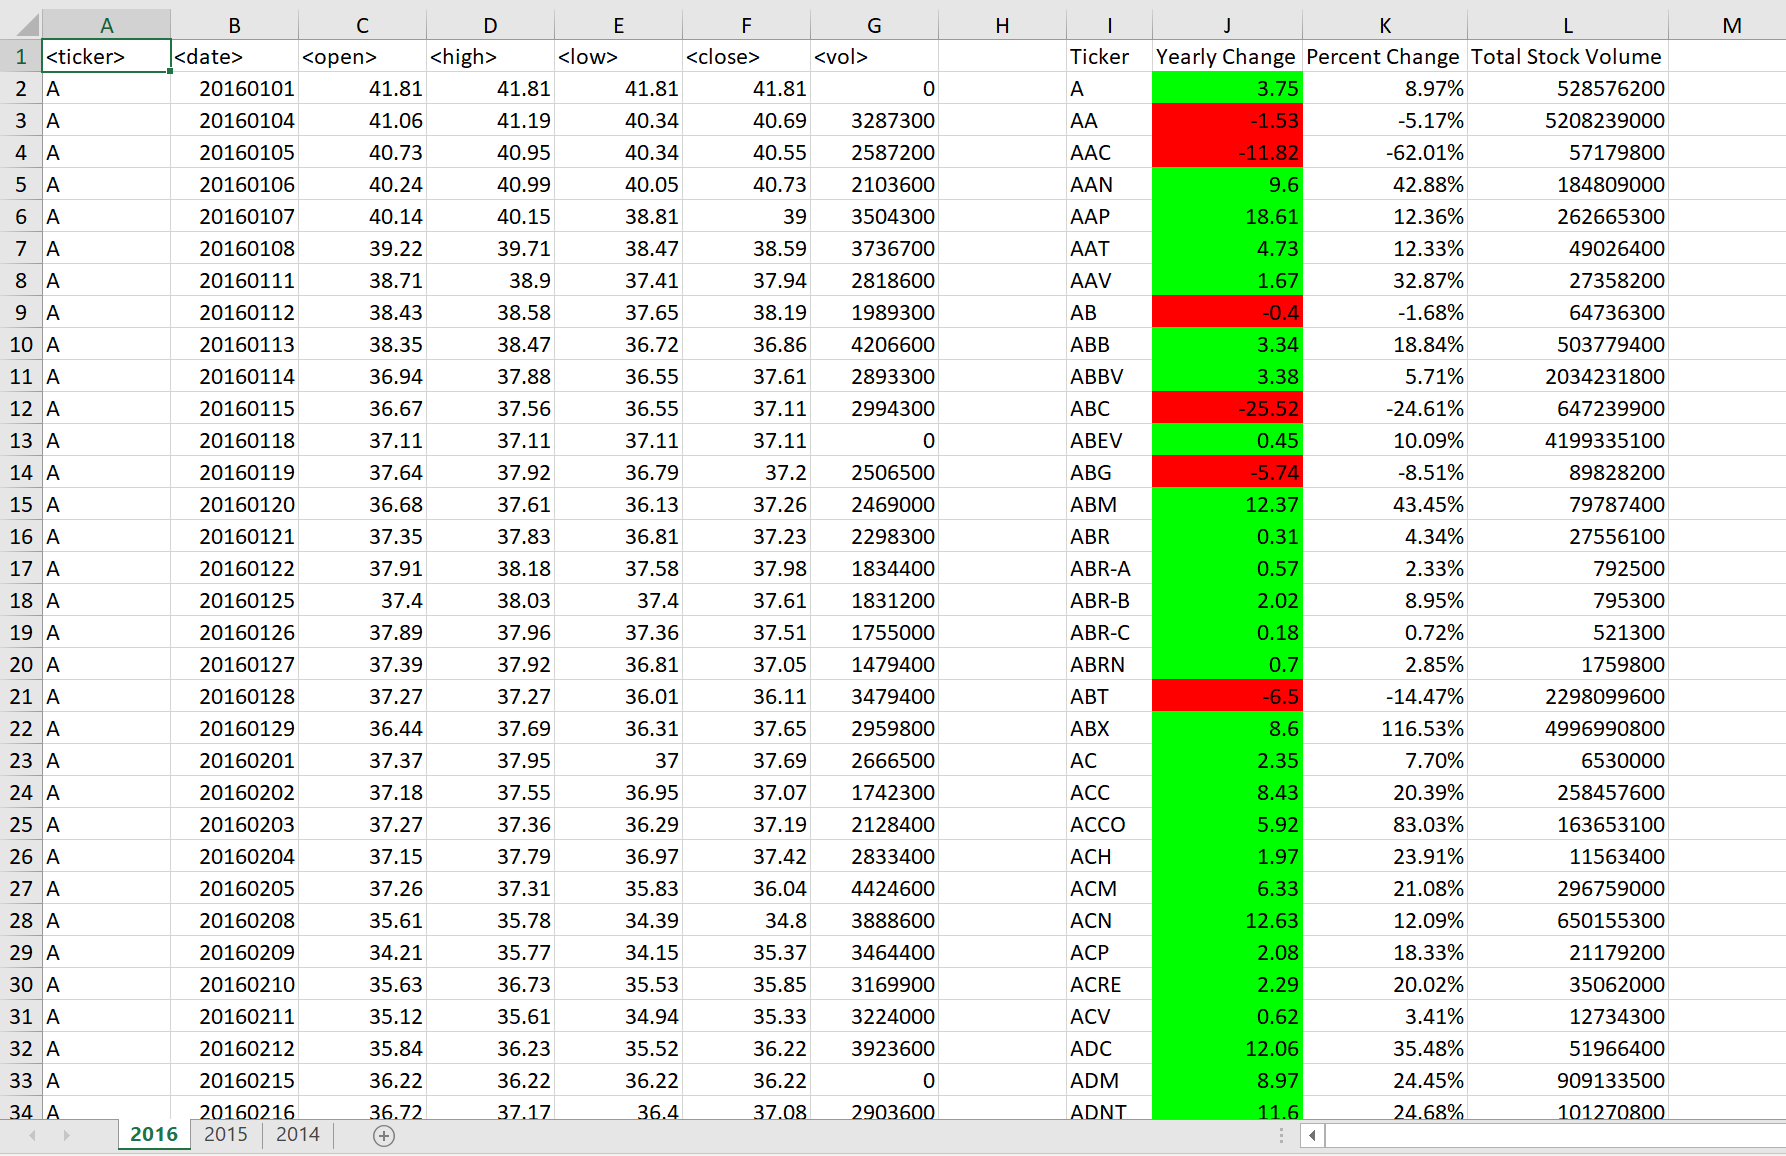 A B C D E F G H I J K L M
1 <ticker> <date> <open> <high> <low> <close> <vol> Ticker Yearly Change Percent Change Total Stock Volume
2 A 20160101 41.81 41.81 41.81 41.81 0 A 3.75 8.97% 528576200
3 A 20160104 41.06 41.19 40.34 40.69 3287300 AA -1.53 -5.17% 5208239000
4 A 20160105 40.73 40.95 40.34 40.55 2587200 AAC -11.82 -62.01% 57179800
5 A 20160106 40.24 40.99 40.05 40.73 2103600 AAN 9.6 42.88% 184809000
6 A 20160107 40.14 40.15 38.81 39 3504300 AAP 18.61 12.36% 262665300
7 A 20160108 39.22 39.71 38.47 38.59 3736700 AAT 4.73 12.33% 49026400
8 A 20160111 38.71 38.9 37.41 37.94 2818600 AAV 1.67 32.87% 27358200
9 A 20160112 38.43 38.58 37.65 38.19 1989300 AB -0.4 -1.68% 64736300
10 A 20160113 38.35 38.47 36.72 36.86 4206600 ABB 3.34 18.84% 503779400
11 A 20160114 36.94 37.88 36.55 37.61 2893300 ABBV 3.38 5.71% 2034231800
12 A 20160115 36.67 37.56 36.55 37.11 2994300 ABC -25.52 -24.61% 647239900
13 A 20160118 37.11 37.11 37.11 37.11 0 ABEV 0.45 10.09% 4199335100
14 A 20160119 37.64 37.92 36.79 37.2 2506500 ABG -5.74 -8.51% 89828200
15 A 20160120 36.68 37.61 36.13 37.26 2469000 ABM 12.37 43.45% 79787400
16 A 20160121 37.35 37.83 36.81 37.23 2298300 ABR 0.31 4.34% 27556100
17 A 20160122 37.91 38.18 37.58 37.98 1834400 ABR-A 0.57 2.33% 792500
18 A 20160125 37.4 38.03 37.4 37.61 1831200 ABR-B 2.02 8.95% 795300
19 A 20160126 37.89 37.96 37.36 37.51 1755000 ABR-C 0.18 0.72% 521300
20 A 20160127 37.39 37.92 36.81 37.05 1479400 ABRN 0.7 2.85% 1759800
21 A 20160128 37.27 37.27 36.01 36.11 3479400 ABT -6.5 -14.47% 2298099600
22 A 20160129 36.44 37.69 36.31 37.65 2959800 ABX 8.6 116.53% 4996990800
23 A 20160201 37.37 37.95 37 37.69 2666500 AC 2.35 7.70% 6530000
24 A 20160202 37.18 37.55 36.95 37.07 1742300 ACC 8.43 20.39% 258457600
25 A 20160203 37.27 37.36 36.29 37.19 2128400 ACCO 5.92 83.03% 163653100
26 A 20160204 37.15 37.79 36.97 37.42 2833400 ACH 1.97 23.91% 11563400
27 A 20160205 37.26 37.31 35.83 36.04 4424600 ACM 6.33 21.08% 296759000
28 A 20160208 35.61 35.78 34.39 34.8 3888600 ACN 12.63 12.09% 650155300
29 A 20160209 34.21 35.77 34.15 35.37 3464400 ACP 2.08 18.33% 21179200
30 A 20160210 35.63 36.73 35.53 35.85 3169900 ACRE 2.29 20.02% 35062000
31 A 20160211 35.12 35.61 34.94 35.33 3224000 ACV 0.62 3.41% 12734300
32 A 20160212 35.84 36.23 35.52 36.22 3923600 ADC 12.06 35.48% 51966400
33 A 20160215 36.22 36.22 36.22 36.22 0 ADM 8.97 24.45% 909133500
34 A 20160216 36.72 37.17 36.4 37.08 2903600 ADNT 11.6 24.68% 101270800
2016 2015 2014